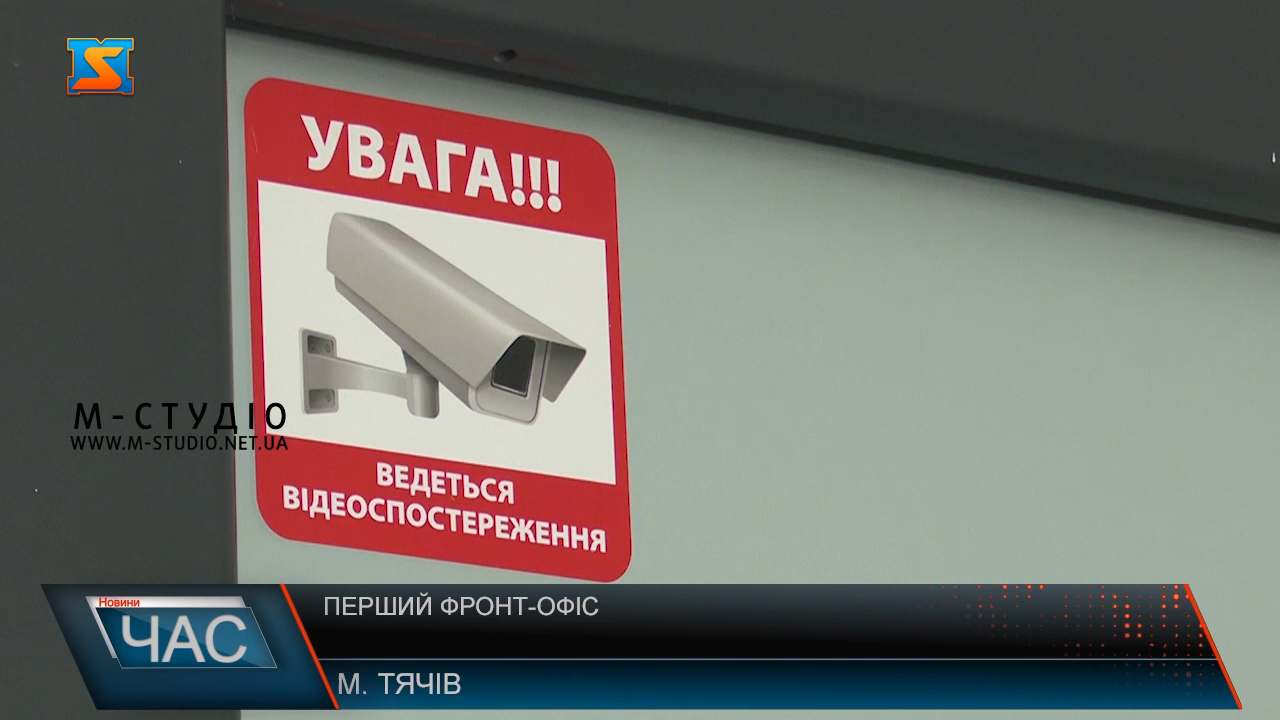 УВАГА!!!
М-СТУДІО
WWW.M-STUDIO.NET.UA
ВЕДЕТЬСЯ
ВІДЕОСПОСТЕРЕЖЕННЯ
Новини
ЧАС
ПЕРШИЙ ФРОНТ-ОФІС
М. ТЯЧІВ